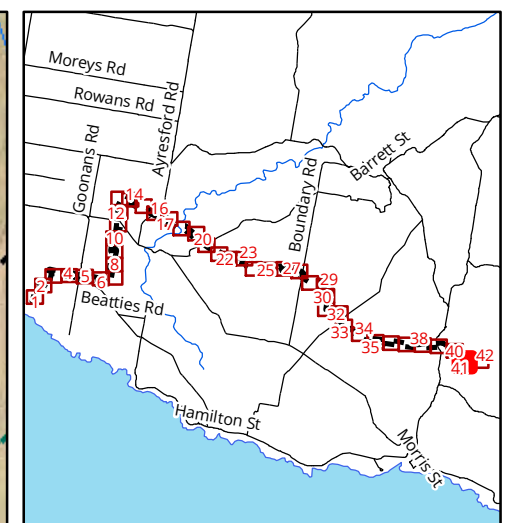 Moreys Rd
Rowans Rd
Ayresford Rd
Goonans Rd
Barrett St
Boundary Rd
14
12
16
17
10
20
22
23
8
25
27
4
5
6
2
1
29
30
32
33
34
35
38
40
41
42
Beatties Rd
Hamilton St
Morris St